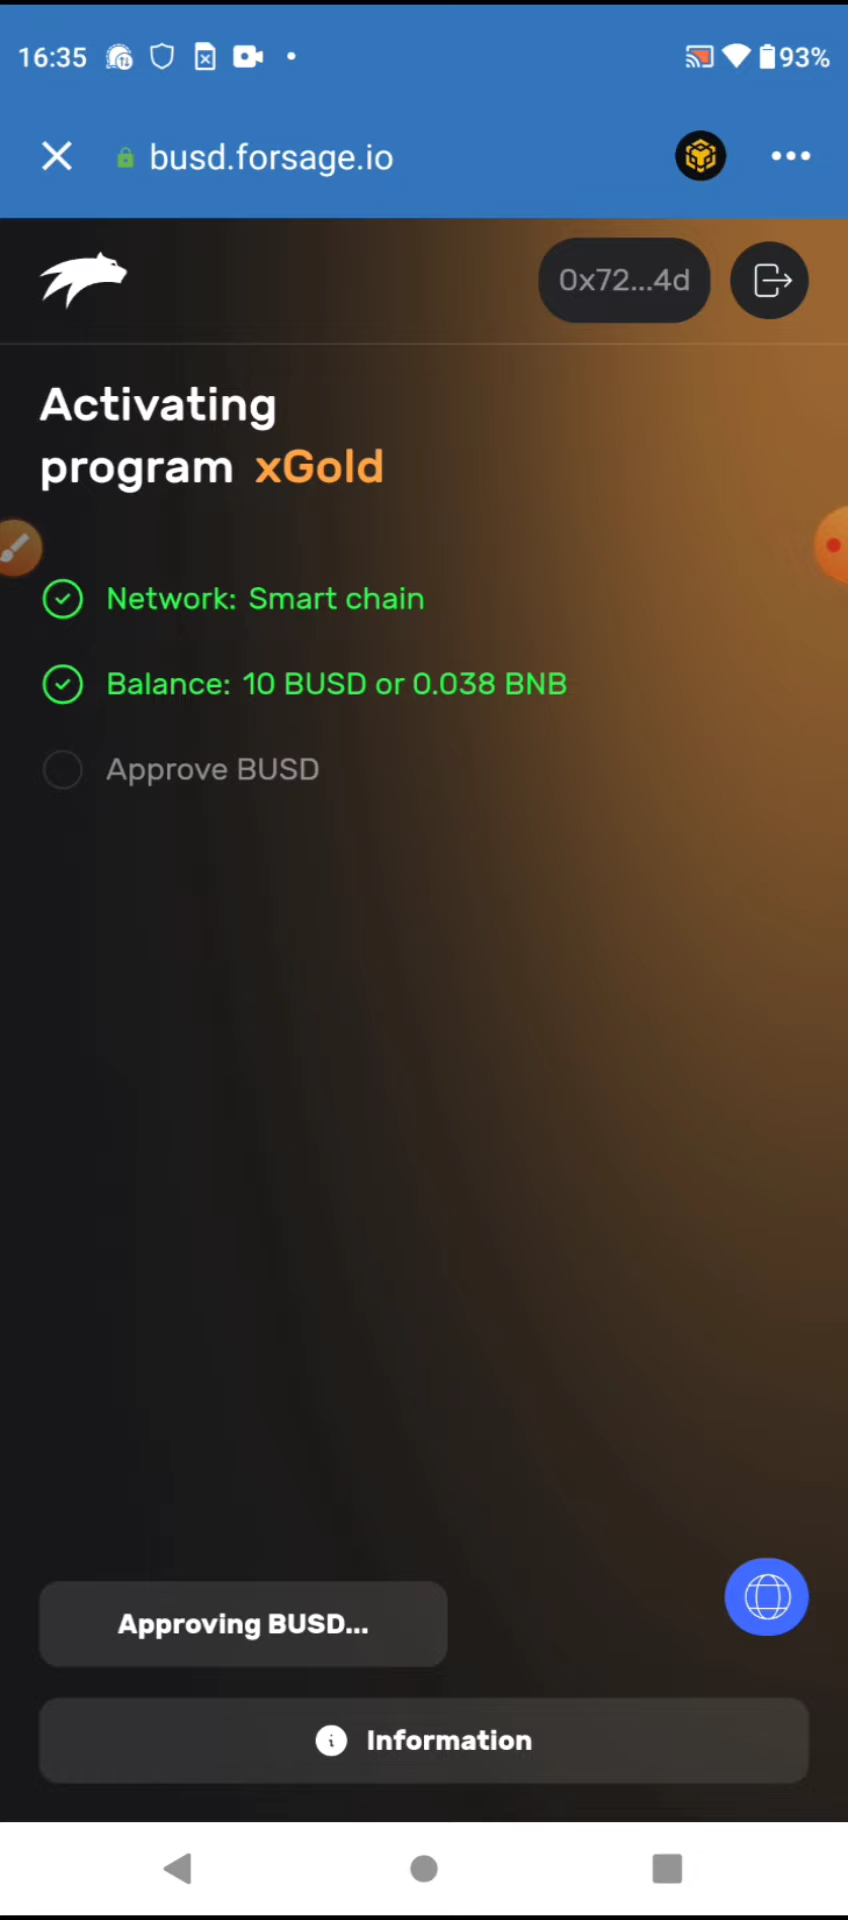 16:35
93%
busd.forsage.io
0x72...4d
Activating
program xGold
Network: Smart chain
Balance: 10 BUSD or 0.038 BNB
Approve BUSD
Approving BUSD...
Information